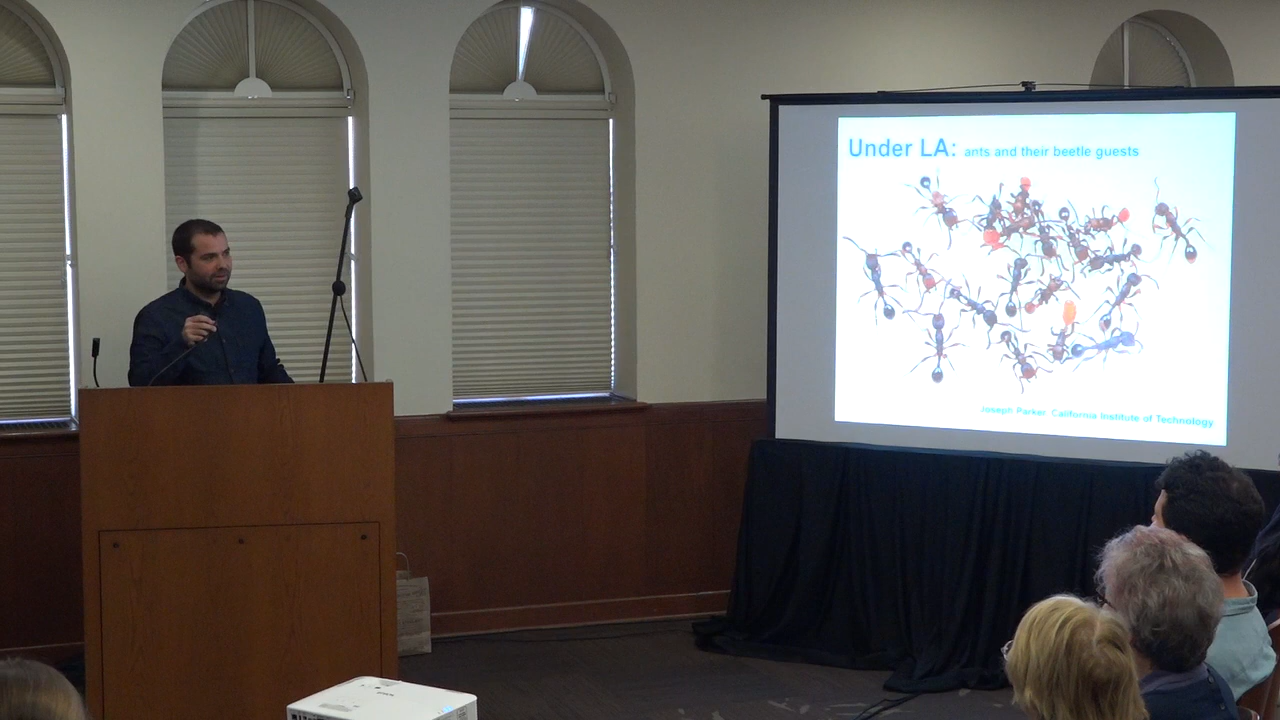 Under LA: ants and their beetle guests
Joseph Parker, California Institute of Technology